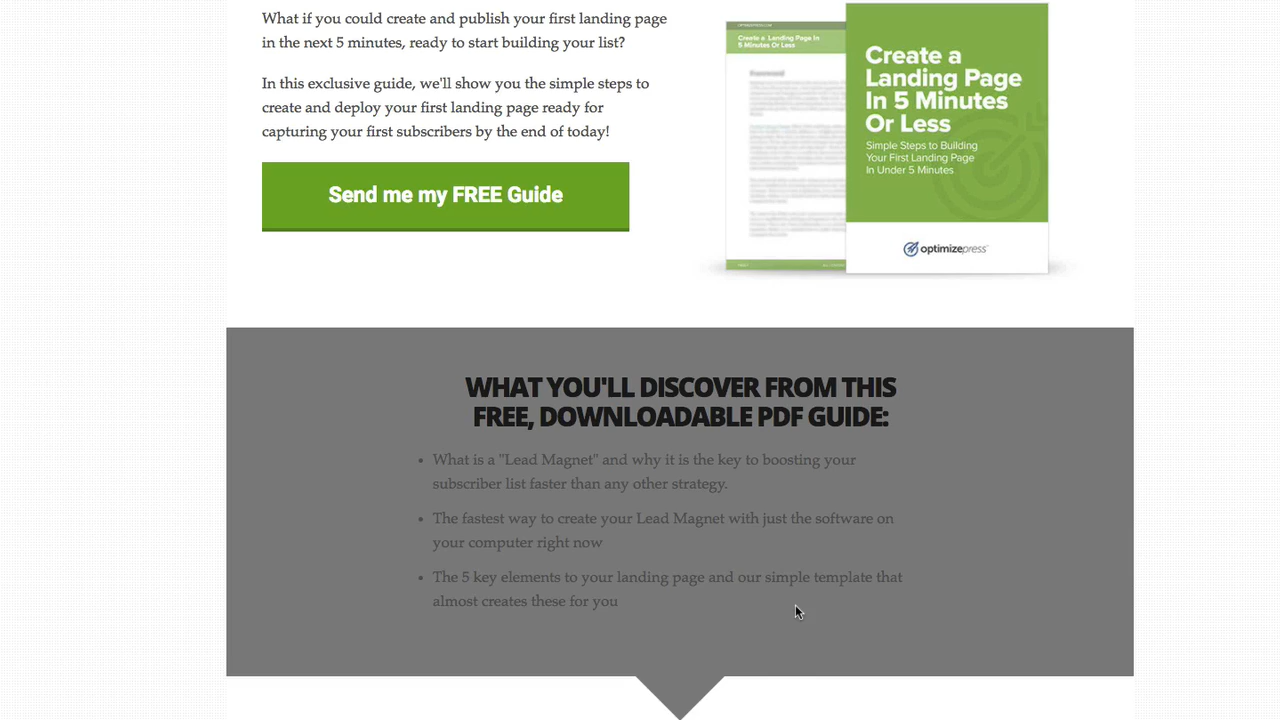 What if you could create and publish your first landing page
in the next 5 minutes, ready to start building your list?
In this exclusive guide, we'll show you the simple steps to
create and deploy your first landing page ready for
capturing your first subscribers by the end of today!
Send me my FREE Guide
Create a Landing Page In
5 Minutes Or Less
Create a
Landing Page
In 5 Minutes
Or Less
Simple Steps to Building
Your First Landing Page
In Under 5 Minutes
optimizepress
WHAT YOU'LL DISCOVER FROM THIS
FREE, DOWNLOADABLE PDF GUIDE:
• What is a "Lead Magnet" and why it is the key to boosting your
subscriber list faster than any other strategy.
• The fastest way to create your Lead Magnet with just the software on
your computer right now
• The 5 key elements to your landing page and our simple template that
almost creates these for you